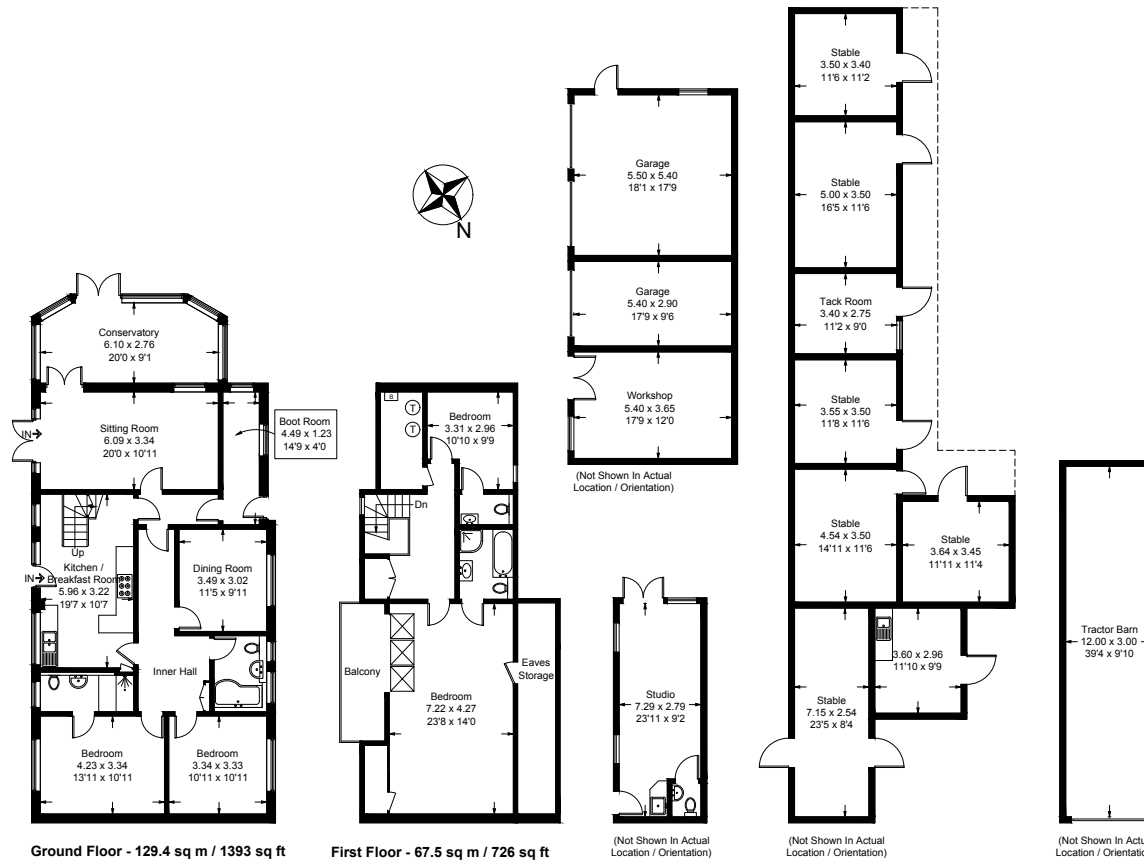 Conservatory
6.10 x 2.76
20'0 x 9'1
Sitting Room
6.09 x 3.34
20'0 x 10'11
IN
Boot Room
4.49 x 1.23
14'9 x 4'0
Up
Kitchen /
Breakfast Room
5.96 x 3.22
19'7 x 10'7
IN
Dining Room
3.49 x 3.02
11'5 x 9'11
Inner Hall
Bedroom
4.23 x 3.34
13'11 x 10'11
Bedroom
3.34 x 3.33
10'11 x 10'11
Ground Floor - 129.4 sq m / 1393 sq ft
N
B
T
T
Bedroom
3.31 x 2.96
10'10 x 9'9
Dn
Balcony
Bedroom
7.22 x 4.27
23'8 x 14'0
Eaves
Storage
First Floor - 67.5 sq m / 726 sq ft
Garage
5.50 x 5.40
18'1 x 17'9
Garage
5.40 x 2.90
17'9 x 9'6
Workshop
5.40 x 3.65
17'9 x 12'0
(Not Shown In Actual
Location / Orientation)
Studio
7.29 x 2.79
23'11 x 9'2
(Not Shown In Actual
Location / Orientation)
Stable
3.50 x 3.40
11'6 x 11'2
Stable
5.00 x 3.50
16'5 x 11'6
Tack Room
3.40 x 2.75
11'2 x 9'0
Stable
3.55 x 3.50
11'8 x 11'6
Stable
4.54 x 3.50
14'11 x 11'6
Stable
3.64 x 3.45
11'11 x 11'4
3.60 x 2.96
11'10 x 9'9
Stable
7.15 x 2.54
23'5 x 8'4
(Not Shown In Actual
Location / Orientation)
Tractor Barn
12.00 x 3.00
39'4 x 9'10
(Not Shown In Actu
Location / Orientatio